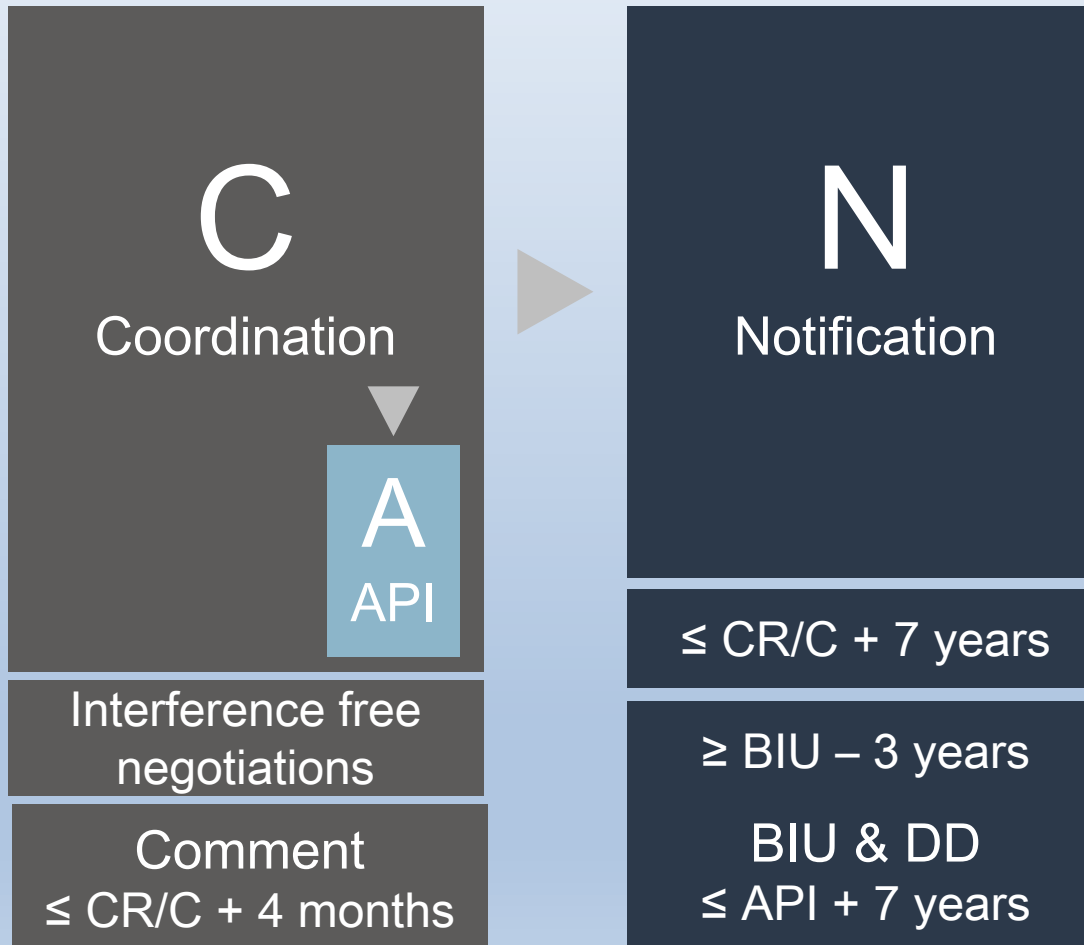 C
Coordination
A
API
Interference free
negotiations
Comment
≤ CR/C + 4 months
N
Notification
≤ CR/C + 7 years
≥ BIU – 3 years
BIU & DD
≤ API + 7 years